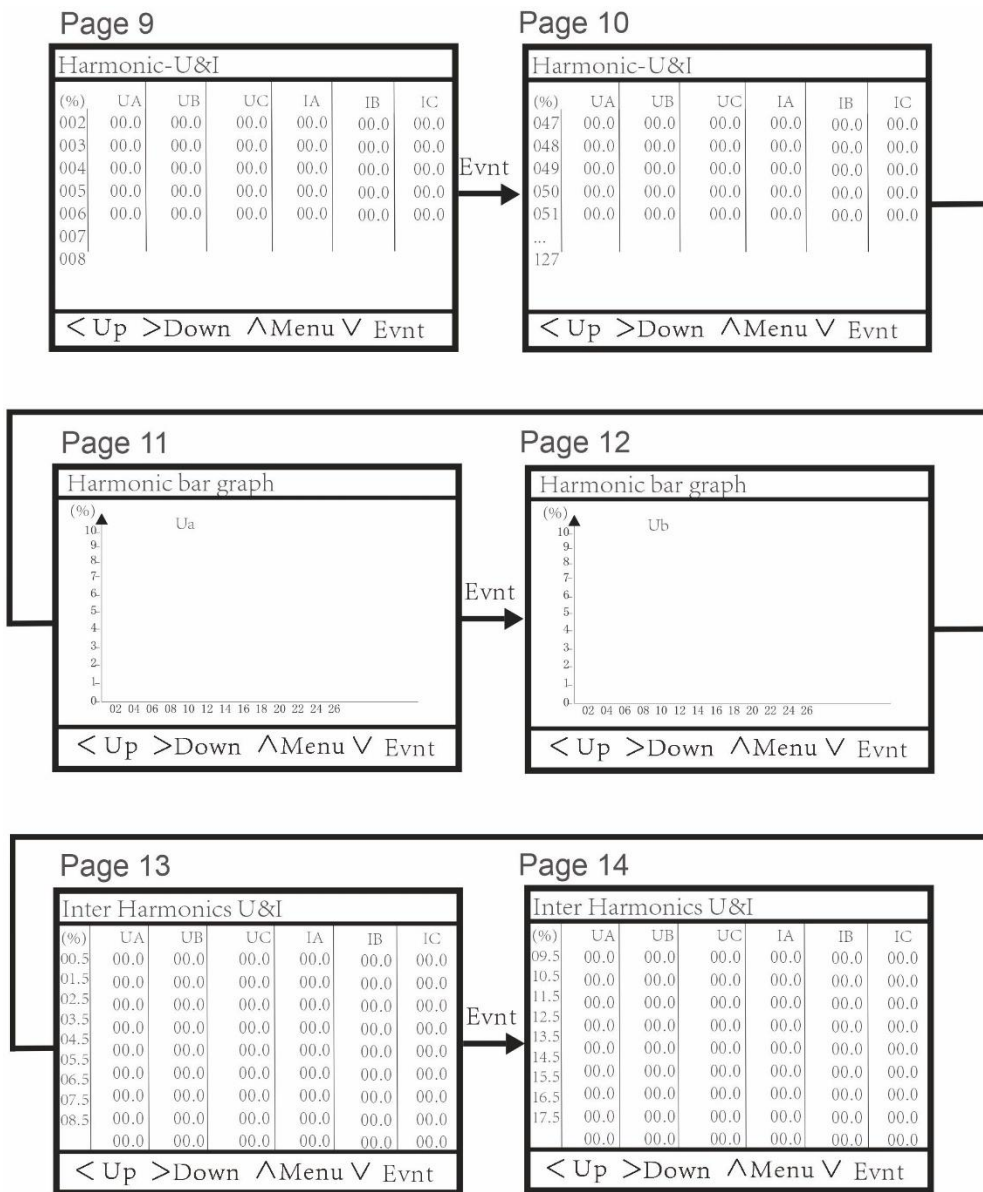 Page 9
Harmonic-U&I
(%) UA UB UC IA IB IC
002 00.0 00.0 00.0 00.0 00.0 00.0
003 00.0 00.0 00.0 00.0 00.0 00.0
004 00.0 00.0 00.0 00.0 00.0 00.0
005 00.0 00.0 00.0 00.0 00.0 00.0
006 00.0 00.0 00.0 00.0 00.0 00.0
007
008
< Up >Down ∧Menu ∨ Evnt
Evnt
Page 10
Harmonic-U&I
(%) UA UB UC IA IB IC
047 00.0 00.0 00.0 00.0 00.0 00.0
048 00.0 00.0 00.0 00.0 00.0 00.0
049 00.0 00.0 00.0 00.0 00.0 00.0
050 00.0 00.0 00.0 00.0 00.0 00.0
051 00.0 00.0 00.0 00.0 00.0 00.0
...
127
< Up >Down ∧Menu ∨ Evnt
Page 11
Harmonic bar graph
(%)
Ua
10
9
8
7
6
5
4
3
2
1
0
02 04 06 08 10 12 14 16 18 20 22 24 26
< Up >Down ∧Menu ∨ Evnt
Evnt
Page 12
Harmonic bar graph
(%)
Ub
10
9
8
7
6
5
4
3
2
1
0
02 04 06 08 10 12 14 16 18 20 22 24 26
< Up >Down ∧Menu ∨ Evnt
Page 13
Inter Harmonics U&I
(%) UA UB UC IA IB IC
00.5 00.0 00.0 00.0 00.0 00.0 00.0
01.5 00.0 00.0 00.0 00.0 00.0 00.0
02.5 00.0 00.0 00.0 00.0 00.0 00.0
03.5 00.0 00.0 00.0 00.0 00.0 00.0
04.5 00.0 00.0 00.0 00.0 00.0 00.0
05.5 00.0 00.0 00.0 00.0 00.0 00.0
06.5 00.0 00.0 00.0 00.0 00.0 00.0
07.5 00.0 00.0 00.0 00.0 00.0 00.0
08.5 00.0 00.0 00.0 00.0 00.0 00.0
< Up >Down ∧Menu ∨ Evnt
Evnt
Page 14
Inter Harmonics U&I
(%) UA UB UC IA IB IC
09.5 00.0 00.0 00.0 00.0 00.0 00.0
10.5 00.0 00.0 00.0 00.0 00.0 00.0
11.5 00.0 00.0 00.0 00.0 00.0 00.0
12.5 00.0 00.0 00.0 00.0 00.0 00.0
13.5 00.0 00.0 00.0 00.0 00.0 00.0
14.5 00.0 00.0 00.0 00.0 00.0 00.0
15.5 00.0 00.0 00.0 00.0 00.0 00.0
16.5 00.0 00.0 00.0 00.0 00.0 00.0
17.5 00.0 00.0 00.0 00.0 00.0 00.0
< Up >Down ∧Menu ∨ Evnt